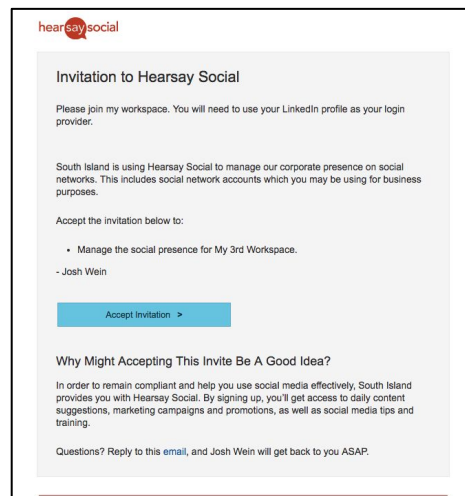 hearsaysocial
Invitation to Hearsay Social
Please join my workspace. You will need to use your LinkedIn profile as your login
provider.
South Island is using Hearsay Social to manage our corporate presence on social
networks. This includes social network accounts which you may be using for business
purposes.
Accept the invitation below to:
• Manage the social presence for My 3rd Workspace.
- Josh Wein
Accept Invitation >
Why Might Accepting This Invite Be A Good Idea?
In order to remain compliant and help you use social media effectively, South Island
provides you with Hearsay Social. By signing up, you'll get access to daily content
suggestions, marketing campaigns and promotions, as well as social media tips and
training.
Questions? Reply to this email, and Josh Wein will get back to you ASAP.